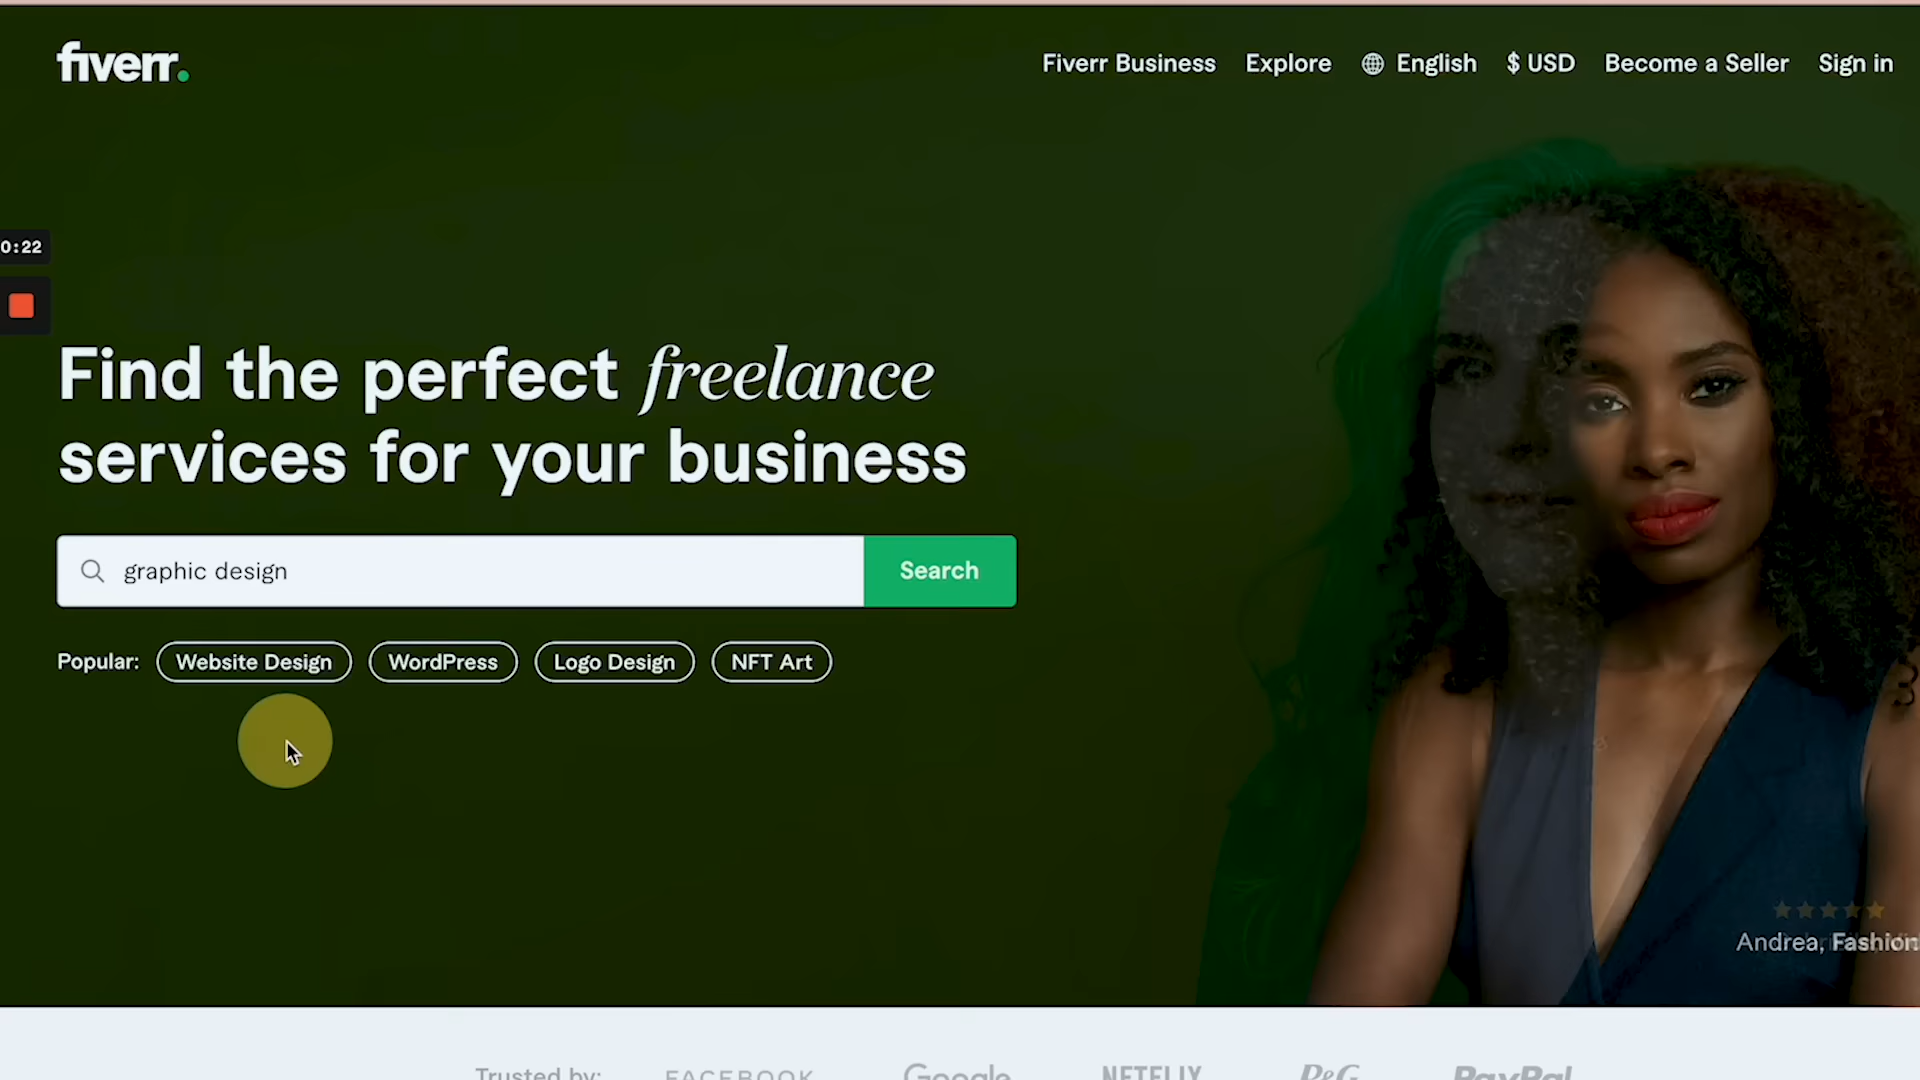 fiverr.
Fiverr Business Explore English $ USD Become a Seller Sign in
0:22
Find the perfect freelance
services for your business
graphic design
Search
Popular: Website Design WordPress Logo Design NFT Art
Andrea, Fashion
Trusted by: FACEBOOK Google NETFLIX P&G PayPal